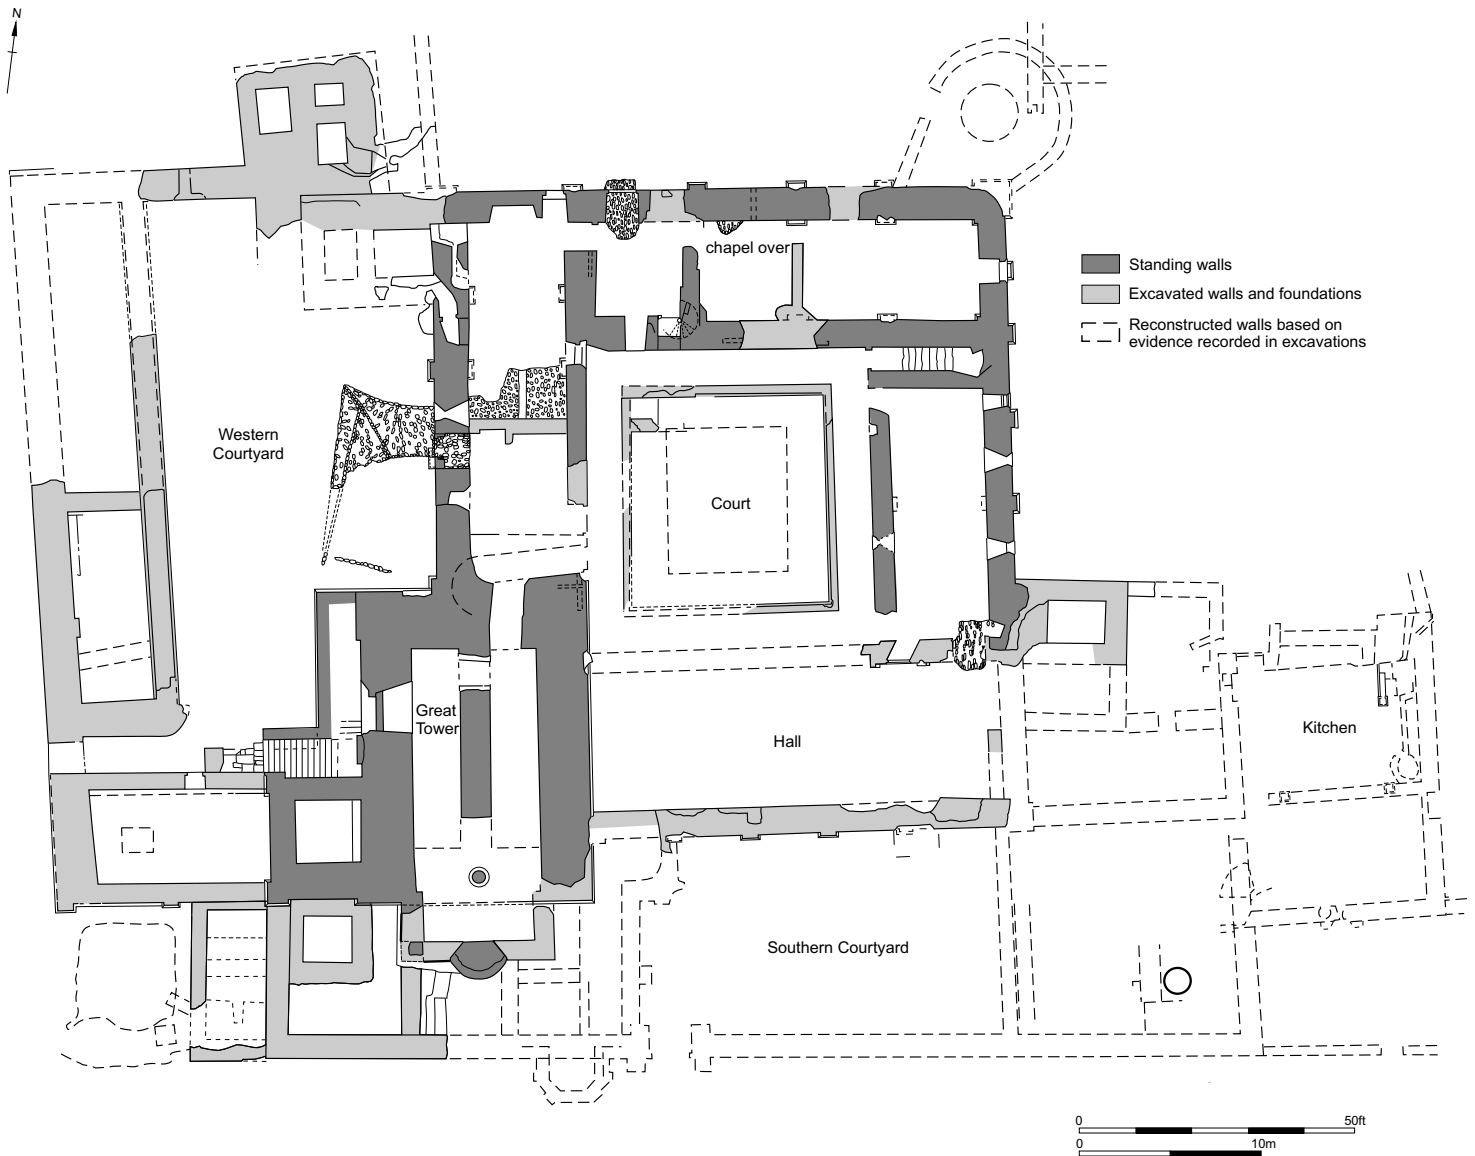 N
chapel over
Standing walls
Excavated walls and foundations
Reconstructed walls based on
evidence recorded in excavations
Western
Courtyard
Court
Great
Tower
Hall
Kitchen
Southern Courtyard
0 50ft
0 10m